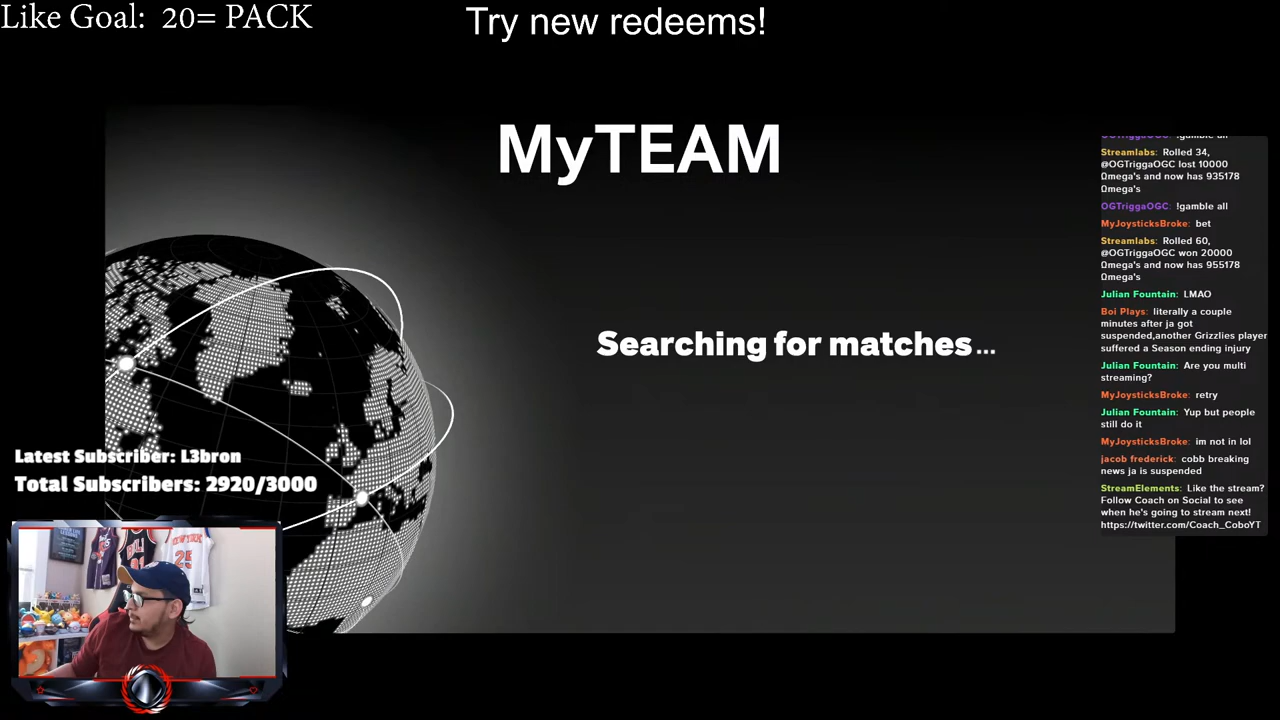 Like Goal: 20= PACK
Try new redeems!
MyTEAM
Searching for matches...
Streamlabs: Rolled 34,
@OGTriggaOGC lost 10000
Ωmega's and now has 935178
Ωmega's
OGTriggaOGC: !gamble all
MyJoysticksBroke: bet
Streamlabs: Rolled 60,
@OGTriggaOGC won 20000
Ωmega's and now has 955178
Ωmega's
Julian Fountain: LMAO
Boi Plays: literally a couple
minutes after ja got
suspended,another Grizzlies player
suffered a Season ending injury
Julian Fountain: Are you multi
streaming?
MyJoysticksBroke: retry
Julian Fountain: Yup but people
still do it
MyJoysticksBroke: im not in lol
jacob frederick: cobb breaking
news ja is suspended
StreamElements: Like the stream?
Follow Coach on Social to see
when he's going to stream next!
https://twitter.com/Coach_CoboYT
Latest Subscriber: L3bron
Total Subscribers: 2920/3000
NEW YORK
25